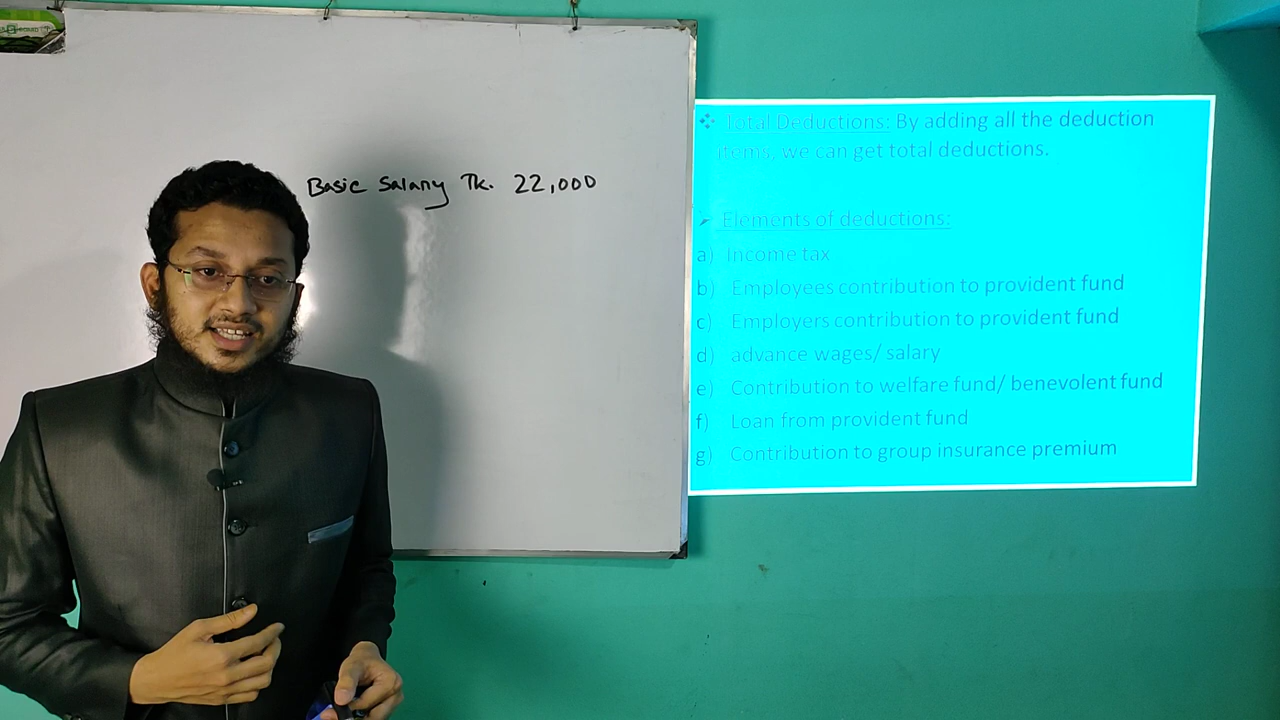 Basic Salary Tk. 22,000
❖ Total Deductions: By adding all the deduction
items, we can get total deductions.
➢ Elements of deductions:
a) Income tax
b) Employees contribution to provident fund
c) Employers contribution to provident fund
d) advance wages/ salary
e) Contribution to welfare fund/ benevolent fund
f) Loan from provident fund
g) Contribution to group insurance premium